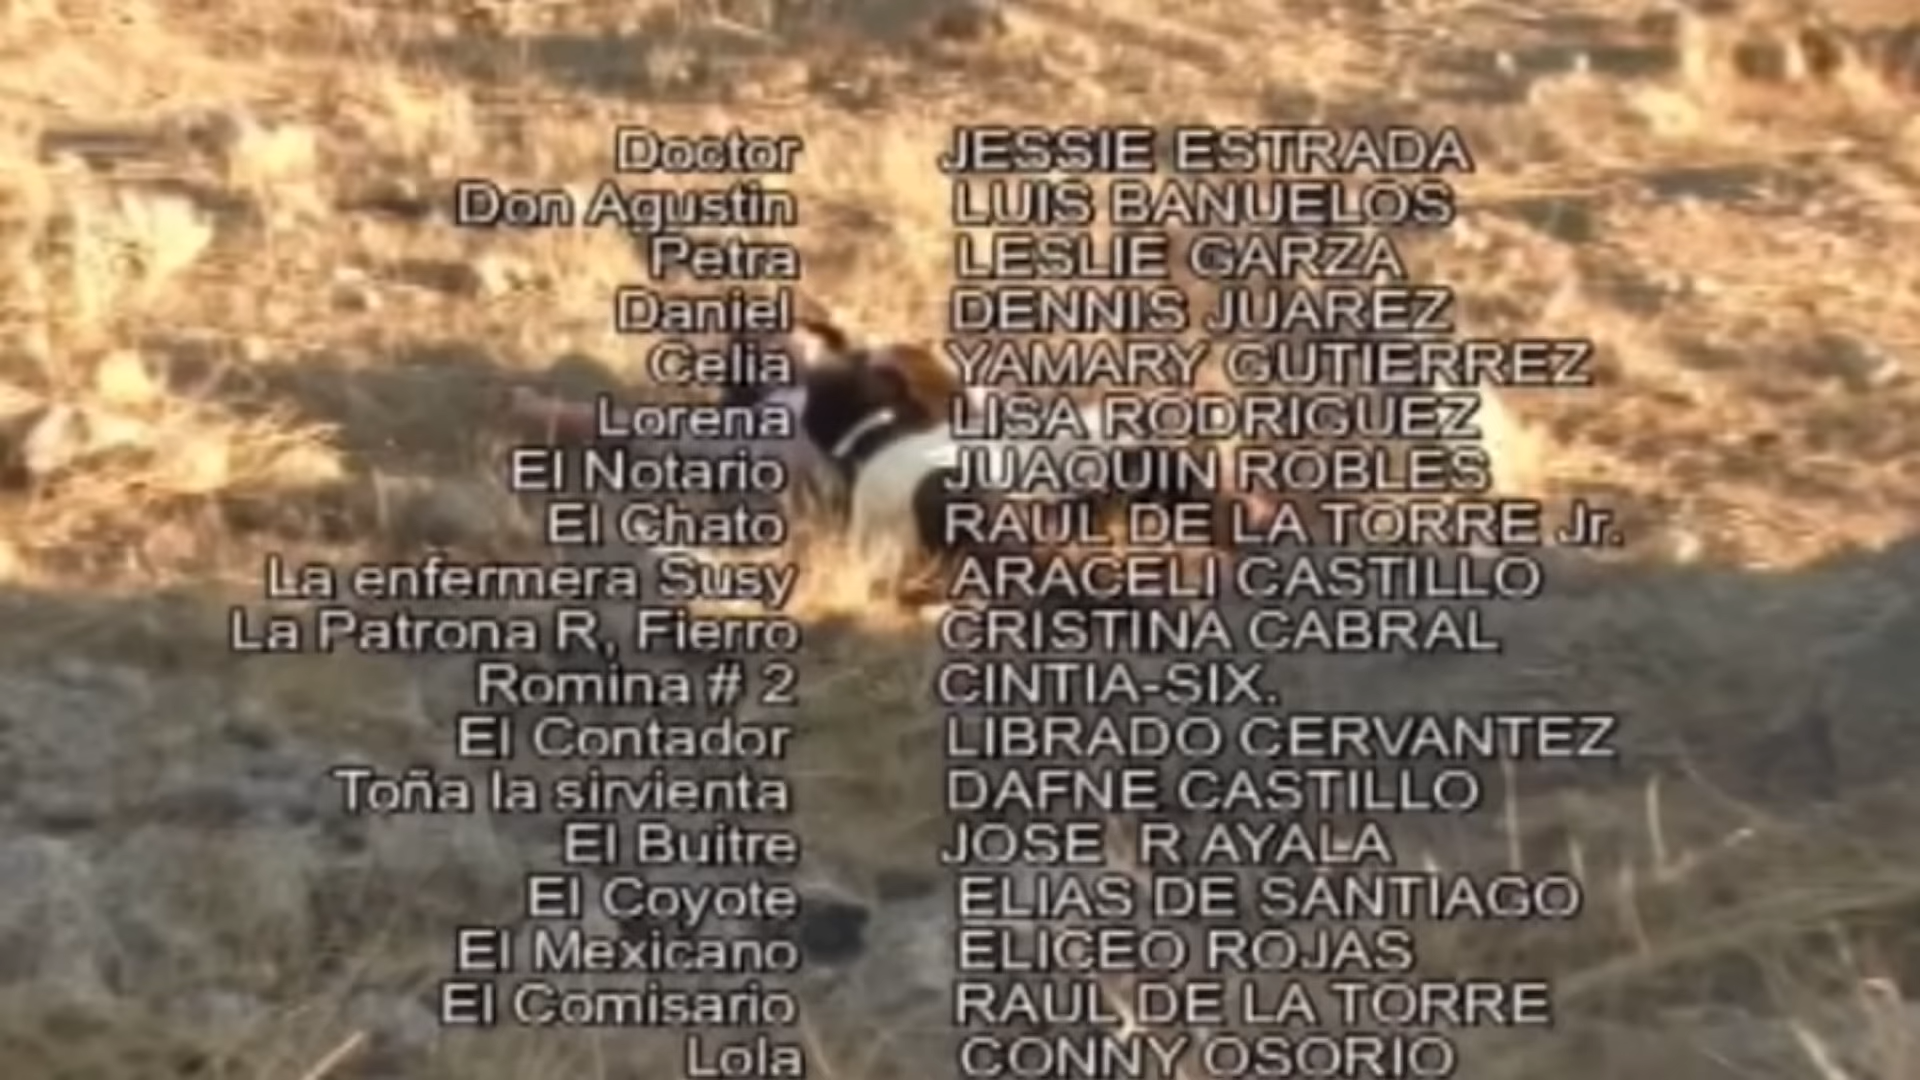 Doctor JESSIE ESTRADA
Don Agustin LUIS BANUELOS
Petra LESLIE GARZA
Daniel DENNIS JUAREZ
Celia YAMARY GUTIERREZ
Lorena LISA RODRIGUEZ
El Notario JUAQUIN ROBLES
El Chato RAUL DE LA TORRE Jr.
La enfermera Susy ARACELI CASTILLO
La Patrona R, Fierro CRISTINA CABRAL
Romina # 2 CINTIA-SIX.
El Contador LIBRADO CERVANTEZ
Toña la sirvienta DAFNE CASTILLO
El Buitre JOSE R AYALA
El Coyote ELIAS DE SANTIAGO
El Mexicano ELICEO ROJAS
El Comisario RAUL DE LA TORRE
Lola CONNY OSORIO